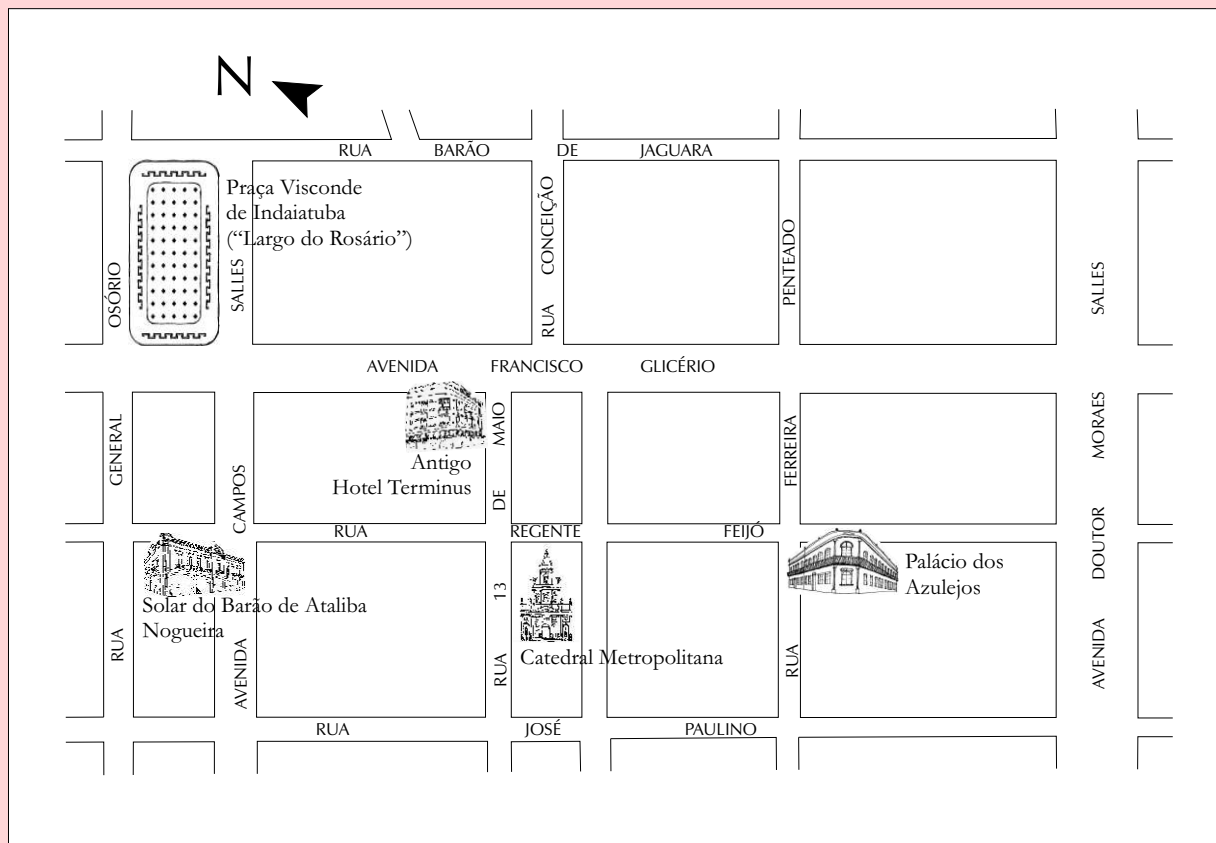 N
RUA BARÃO DE JAGUARA
Praça Visconde
de Indaiatuba
(“Largo do Rosário”)
RUA CONCEIÇÃO
AVENIDA FRANCISCO GLICÉRIO
RUA GENERAL OSÓRIO
AVENIDA CAMPOS SALLES
Antigo
Hotel Terminus
RUA 13 DE MAIO
RUA FERREIRA PENTEADO
AVENIDA DOUTOR MORAES SALLES
RUA REGENTE FEIJÓ
Solar do Barão de Ataliba
Nogueira
Catedral Metropolitana
Palácio dos
Azulejos
RUA JOSÉ PAULINO